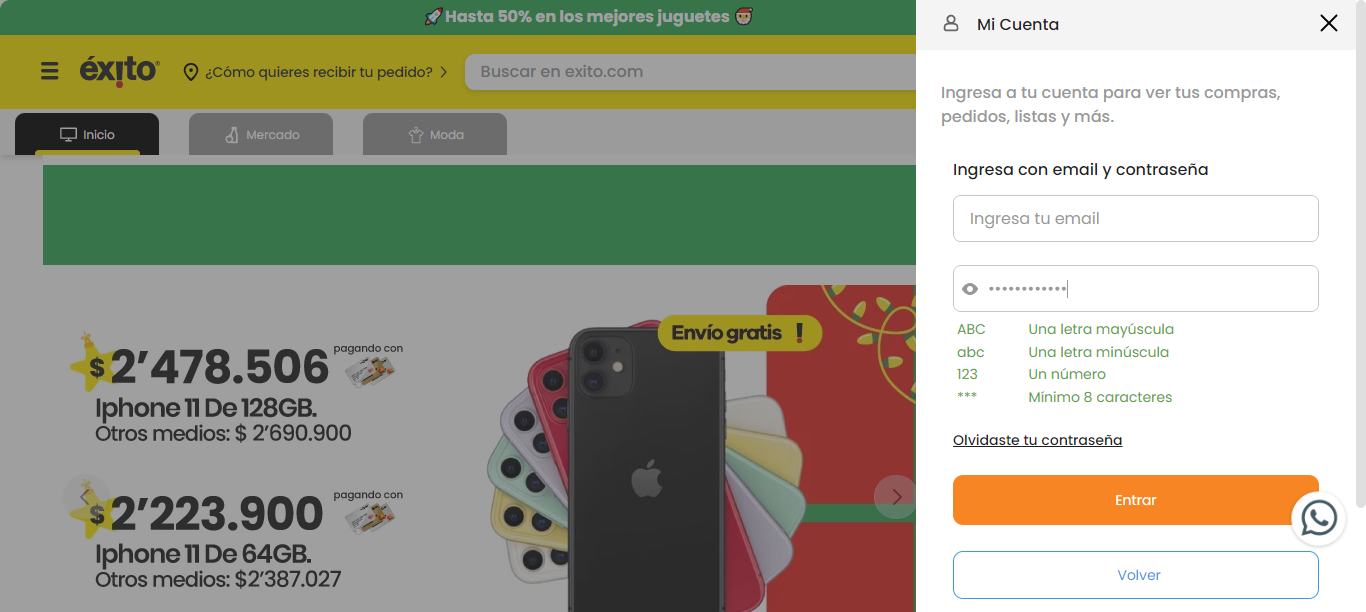 Hasta 50% en los mejores juguetes
éxito
¿Cómo quieres recibir tu pedido?
Buscar en exito.com
Inicio
Mercado
Moda
$2’478.506
pagando con
Iphone 11 De 128GB.
Otros medios: $ 2’690.900
$2’223.900
pagando con
Iphone 11 De 64GB.
Otros medios: $2’387.027
Envío gratis !
Mi Cuenta
Ingresa a tu cuenta para ver tus compras,
pedidos, listas y más.
Ingresa con email y contraseña
Ingresa tu email
••••••••••••
ABC Una letra mayúscula
abc Una letra minúscula
123 Un número
*** Mínimo 8 caracteres
Olvidaste tu contraseña
Entrar
Volver